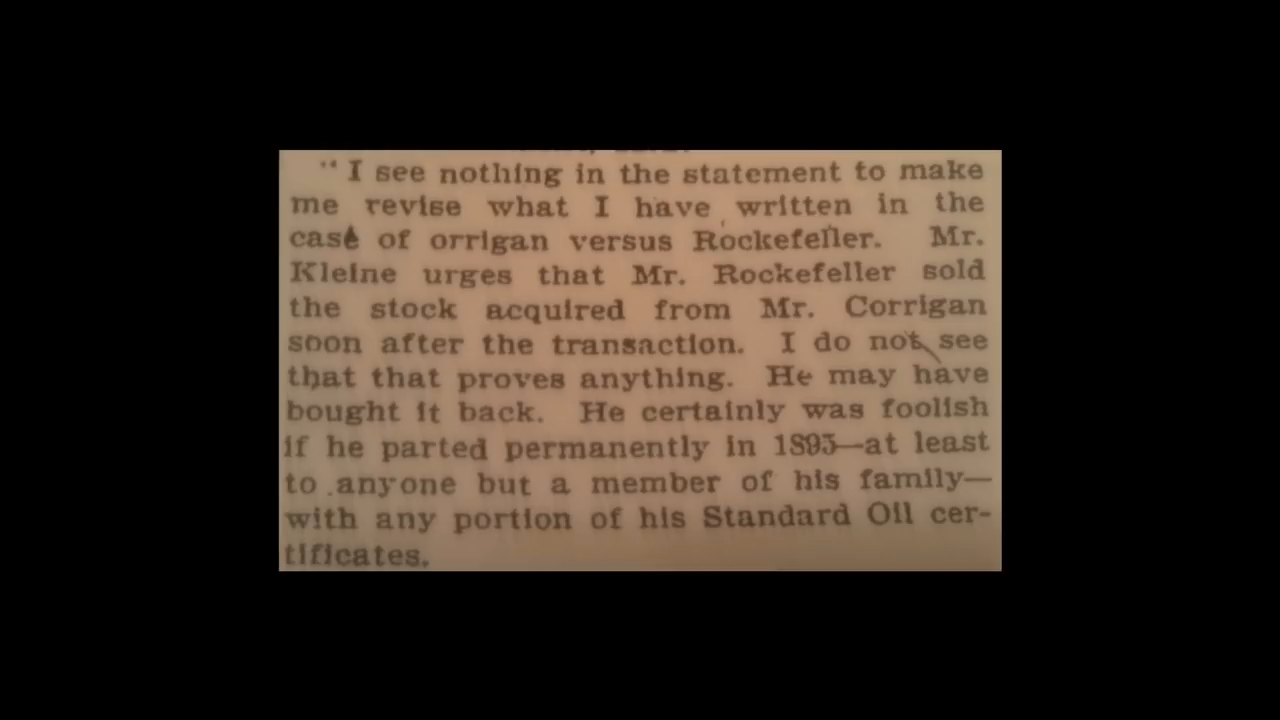 “I see nothing in the statement to make
me revise what I have written in the
case of orrigan versus Rockefeller. Mr.
Kleine urges that Mr. Rockefeller sold
the stock acquired from Mr. Corrigan
soon after the transaction. I do not see
that that proves anything. He may have
bought it back. He certainly was foolish
if he parted permanently in 1895—at least
to anyone but a member of his family—
with any portion of his Standard Oil cer-
tificates.